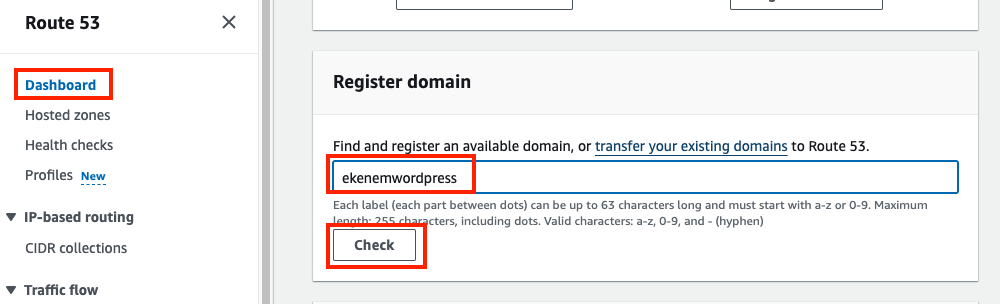 Route 53
Dashboard
Hosted zones
Health checks
Profiles New
IP-based routing
CIDR collections
Traffic flow
Register domain
Find and register an available domain, or transfer your existing domains to Route 53.
ekenemwordpress
Each label (each part between dots) can be up to 63 characters long and must start with a-z or 0-9. Maximum
length: 255 characters, including dots. Valid characters: a-z, 0-9, and - (hyphen)
Check